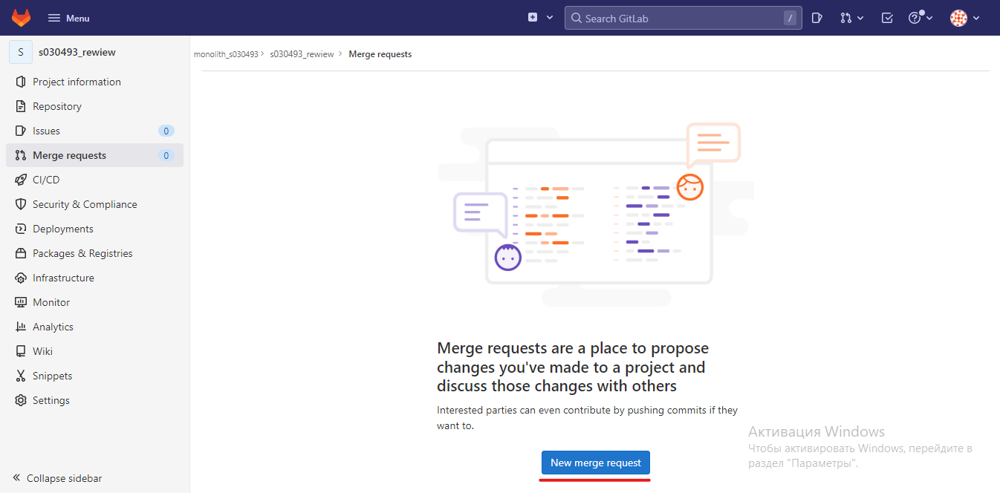 Menu
Search GitLab
/
S
s030493_rewiew
Project information
Repository
Issues 0
Merge requests 0
CI/CD
Security & Compliance
Deployments
Packages & Registries
Infrastructure
Monitor
Analytics
Wiki
Snippets
Settings
Collapse sidebar
monolith_s030493 > s030493_rewiew > Merge requests
Merge requests are a place to propose
changes you've made to a project and
discuss those changes with others
Interested parties can even contribute by pushing commits if they
want to.
New merge request
Активация Windows
Чтобы активировать Windows, перейдите в
раздел "Параметры".